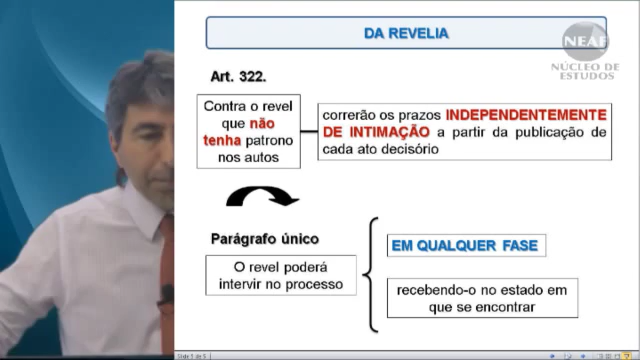 DA REVELIA
NEAF
NÚCLEO DE
ESTUDOS
Art. 322.
Contra o revel
que não
tenha patrono
nos autos
correrão os prazos INDEPENDENTEMENTE
DE INTIMAÇÃO a partir da publicação de
cada ato decisório
Parágrafo único
O revel poderá
intervir no processo
EM QUALQUER FASE
recebendo-o no estado em
que se encontrar